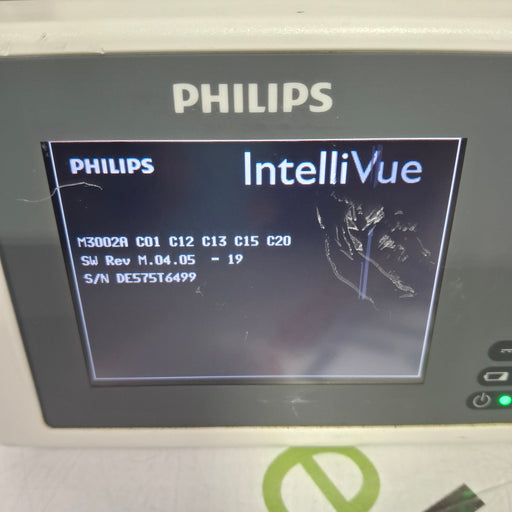 PHILIPS
PHILIPS IntelliVue
M3002A C01 C12 C13 C15 C20
SW Rev M.04.05 - 19
S/N DE575T6499